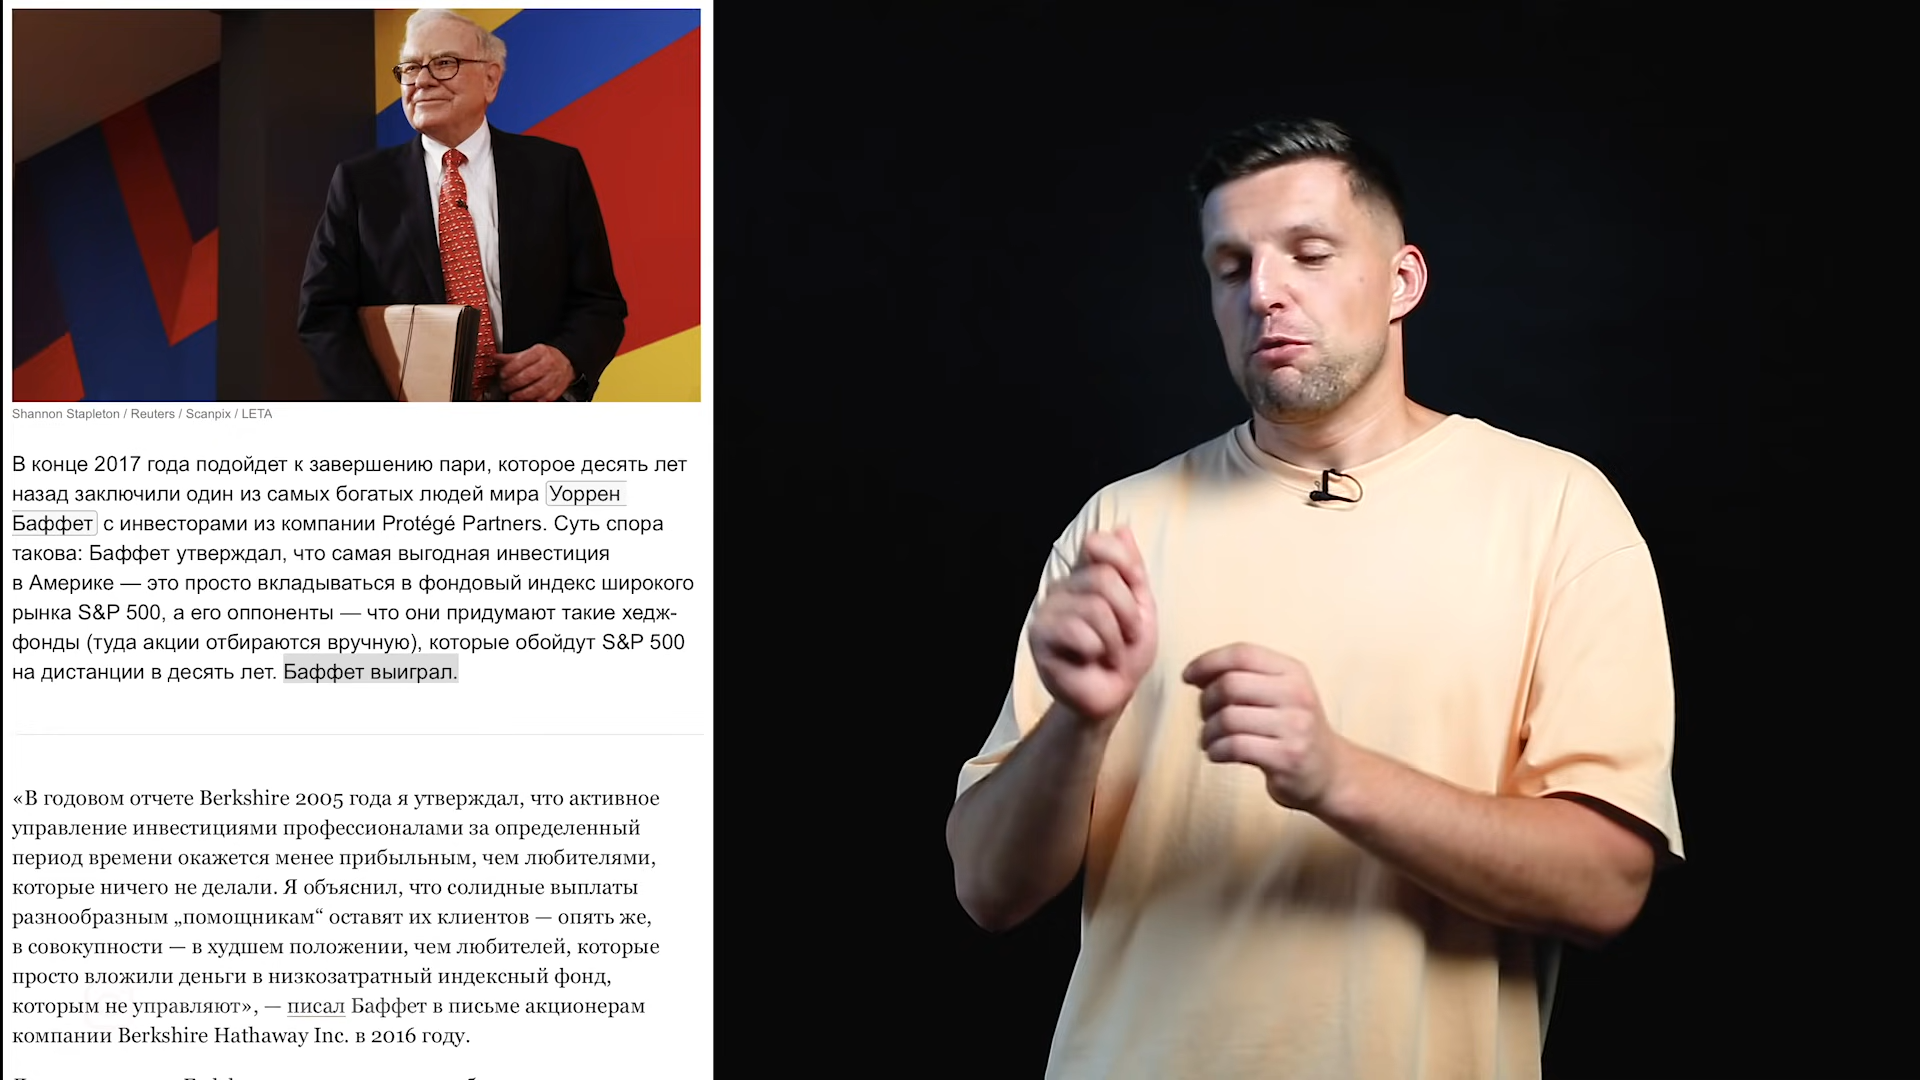 Shannon Stapleton / Reuters / Scanpix / LETA
В конце 2017 года подойдет к завершению пари, которое десять лет
назад заключили один из самых богатых людей мира Уоррен
Баффет с инвесторами из компании Protégé Partners. Суть спора
такова: Баффет утверждал, что самая выгодная инвестиция
в Америке — это просто вкладываться в фондовый индекс широкого
рынка S&P 500, а его оппоненты — что они придумают такие хедж-
фонды (туда акции отбираются вручную), которые обойдут S&P 500
на дистанции в десять лет. Баффет выиграл.
«В годовом отчете Berkshire 2005 года я утверждал, что активное
управление инвестициями профессионалами за определенный
период времени окажется менее прибыльным, чем любителями,
которые ничего не делали. Я объяснил, что солидные выплаты
разнообразным „помощникам“ оставят их клиентов — опять же,
в совокупности — в худшем положении, чем любителей, которые
просто вложили деньги в низкозатратный индексный фонд,
которым не управляют», — писал Баффет в письме акционерам
компании Berkshire Hathaway Inc. в 2016 году.